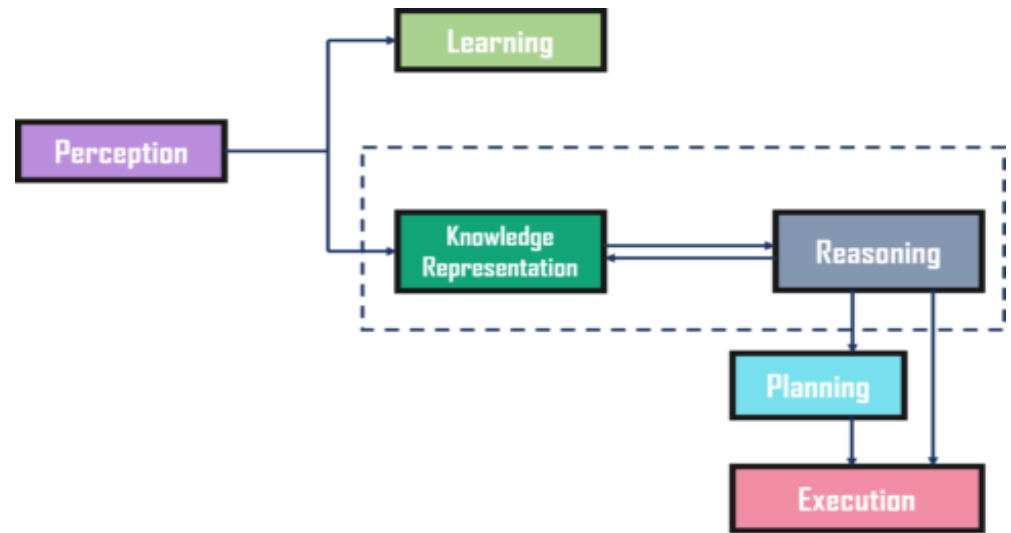 Learning
Perception
Knowledge
Representation
Reasoning
Planning
Execution